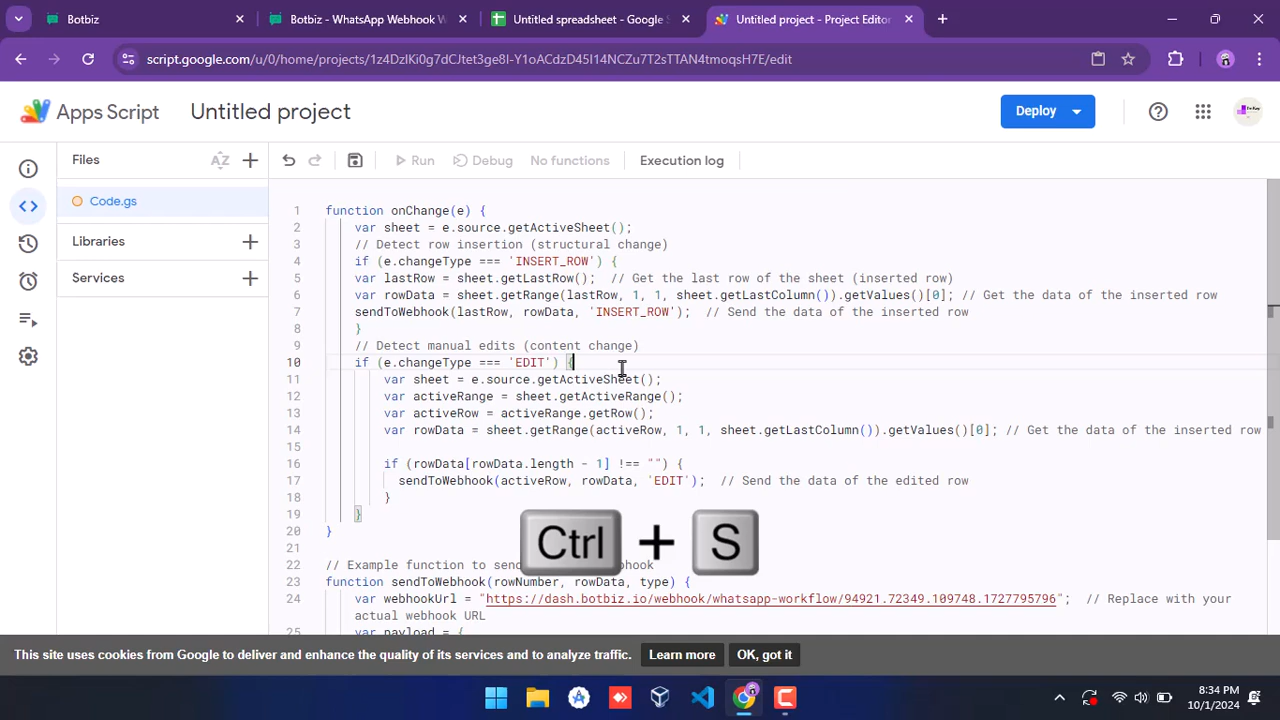 Botbiz
Botbiz - WhatsApp Webhook W
Untitled spreadsheet - Google S
Untitled project - Project Editor
script.google.com/u/0/home/projects/1z4DzIKi0g7dCJtet3ge8I-Y1oACdzD45I14NCZu7T2sTTAN4tmoqsH7E/edit
Apps Script
Untitled project
Deploy
Files
AZ
Run
Debug
No functions
Execution log
Code.gs
Libraries
Services
1 function onChange(e) {
2 var sheet = e.source.getActiveSheet();
3 // Detect row insertion (structural change)
4 if (e.changeType === 'INSERT_ROW') {
5 var lastRow = sheet.getLastRow(); // Get the last row of the sheet (inserted row)
6 var rowData = sheet.getRange(lastRow, 1, 1, sheet.getLastColumn()).getValues()[0]; // Get the data of the inserted row
7 sendToWebhook(lastRow, rowData, 'INSERT_ROW'); // Send the data of the inserted row
8 }
9 // Detect manual edits (content change)
10 if (e.changeType === 'EDIT') {
11 var sheet = e.source.getActiveSheet();
12 var activeRange = sheet.getActiveRange();
13 var activeRow = activeRange.getRow();
14 var rowData = sheet.getRange(activeRow, 1, 1, sheet.getLastColumn()).getValues()[0]; // Get the data of the inserted row
15
16 if (rowData[rowData.length - 1] !== "") {
17 sendToWebhook(activeRow, rowData, 'EDIT'); // Send the data of the edited row
18 }
19 }
20 }
21
22 // Example function to send
23 function sendToWebhook(rowNumber, rowData, type) {
24 var webhookUrl = "https://dash.botbiz.io/webhook/whatsapp-workflow/94921.72349.109748.1727795796"; // Replace with your
actual webhook URL
25 var payload = {
Ctrl + S
This site uses cookies from Google to deliver and enhance the quality of its services and to analyze traffic.
Learn more
OK, got it
8:34 PM
10/1/2024